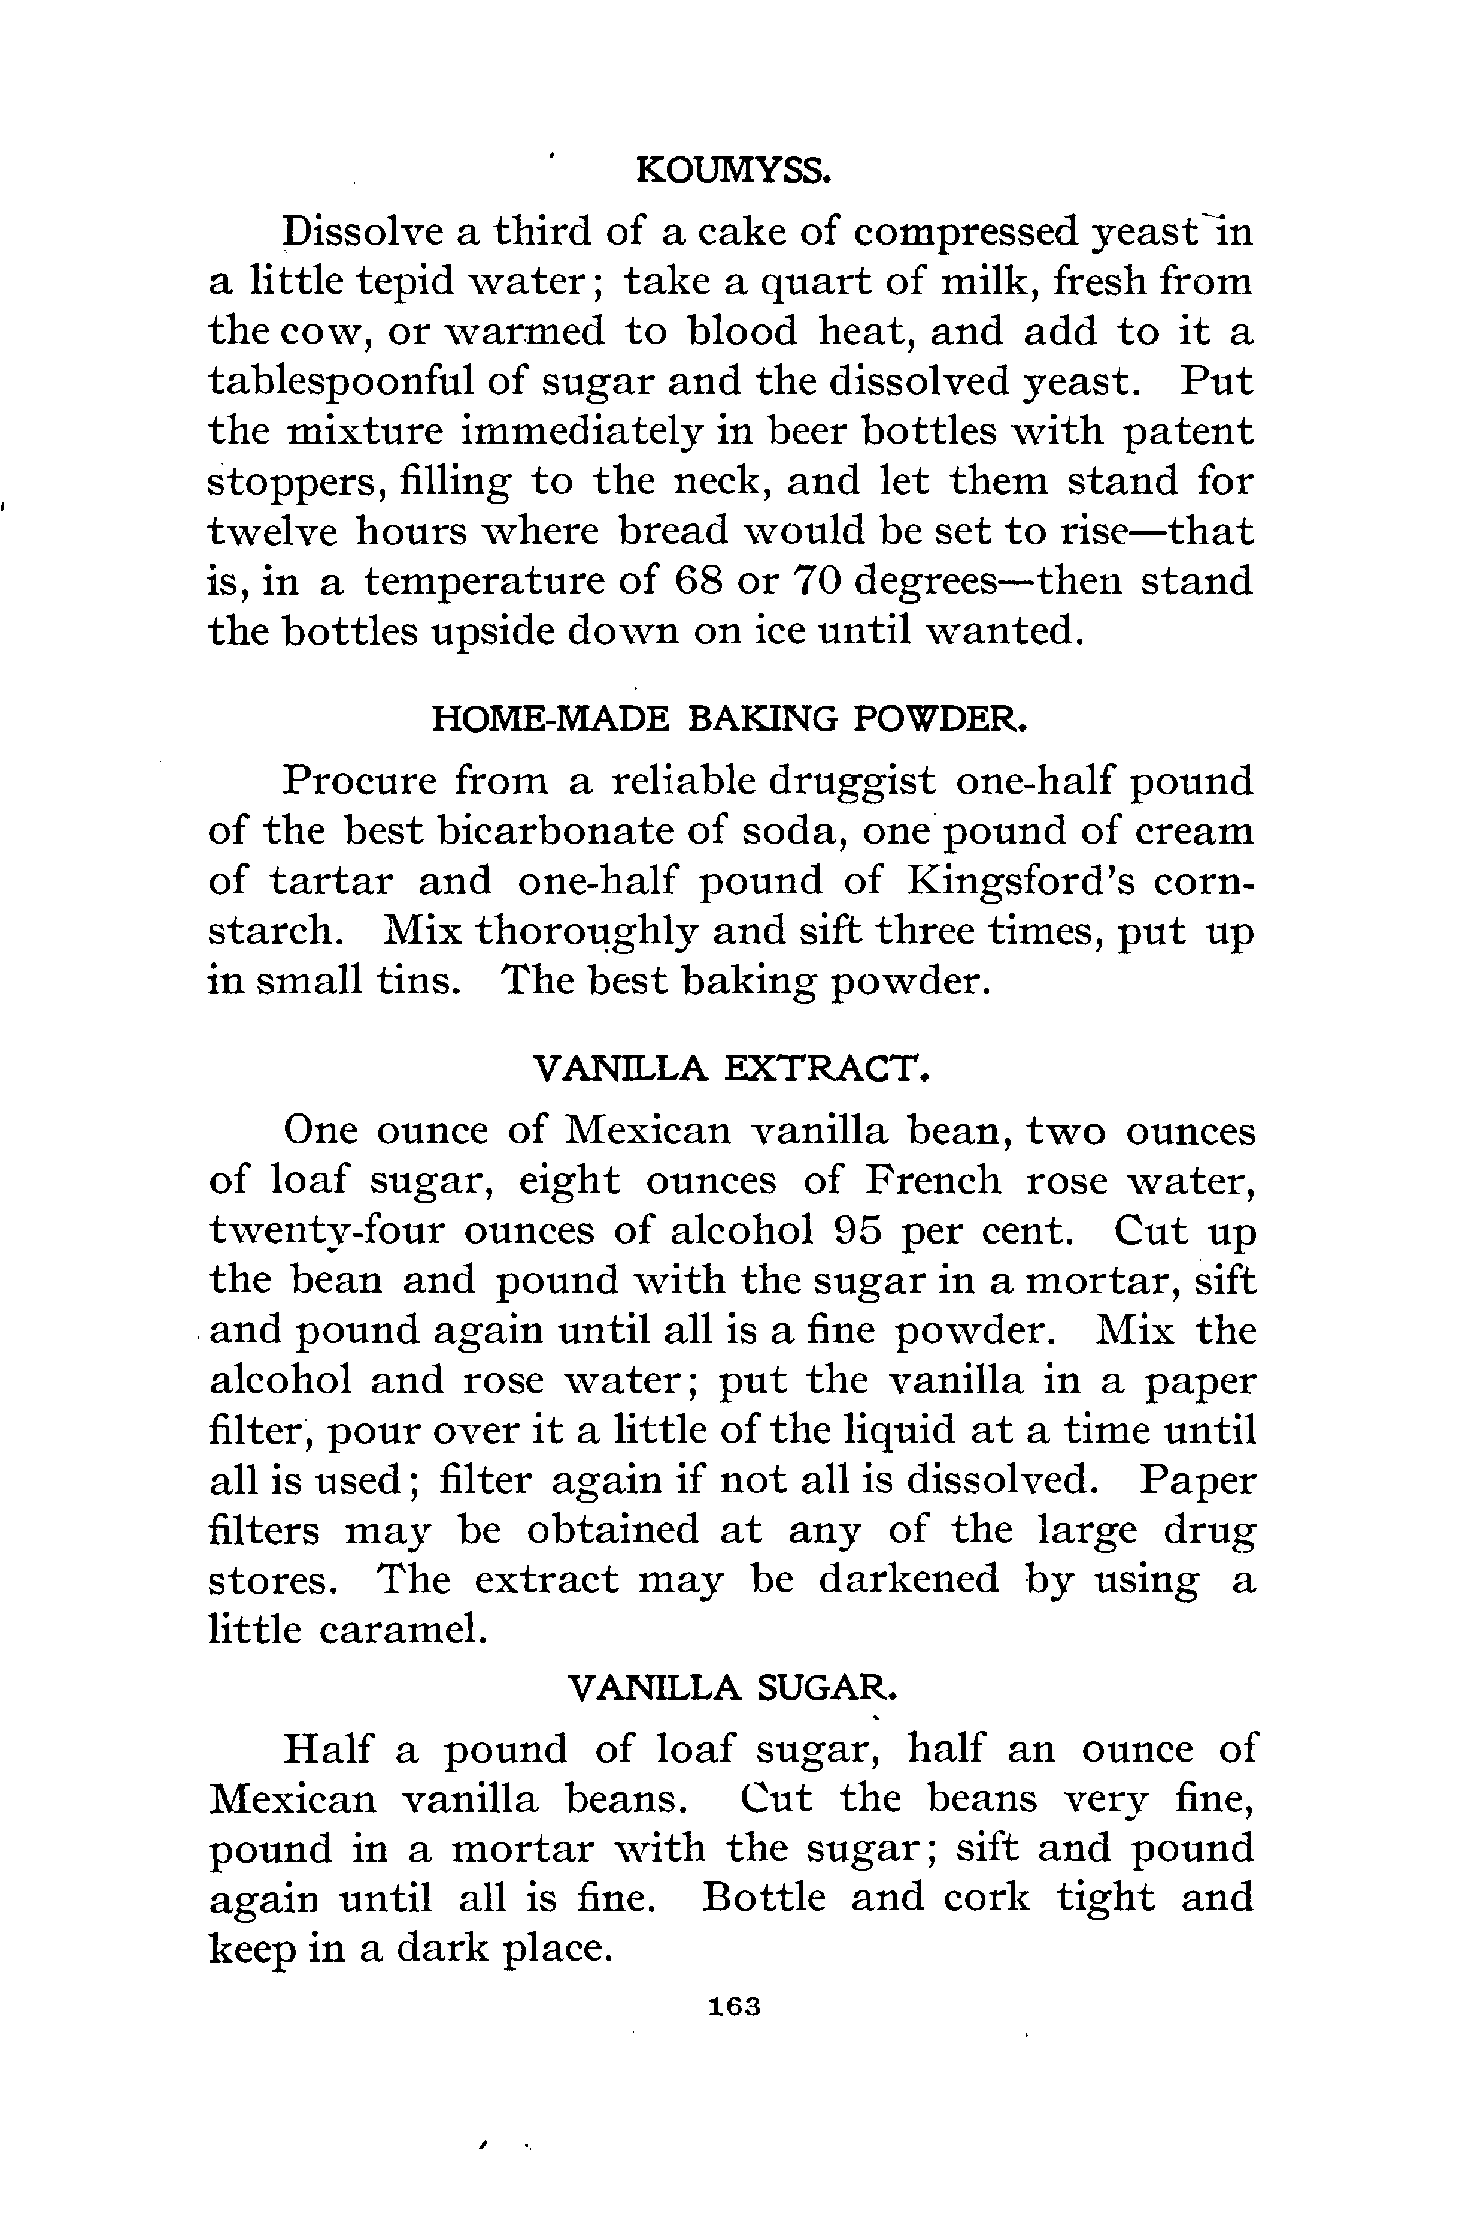 KOUMYSS.
Dissolve a third of a cake of compressed yeast in
a little tepid water; take a quart of milk, fresh from
the cow, or warmed to blood heat, and add to it a
tablespoonful of sugar and the dissolved yeast. Put
the mixture immediately in beer bottles with patent
stoppers, filling to the neck, and let them stand for
twelve hours where bread would be set to rise—that
is, in a temperature of 68 or 70 degrees—then stand
the bottles upside down on ice until wanted.
HOME-MADE BAKING POWDER.
Procure from a reliable druggist one-half pound
of the best bicarbonate of soda, one pound of cream
of tartar and one-half pound of Kingsford's corn-
starch. Mix thoroughly and sift three times, put up
in small tins. The best baking powder.
VANILLA EXTRACT.
One ounce of Mexican vanilla bean, two ounces
of loaf sugar, eight ounces of French rose water,
twenty-four ounces of alcohol 95 per cent. Cut up
the bean and pound with the sugar in a mortar, sift
and pound again until all is a fine powder. Mix the
alcohol and rose water; put the vanilla in a paper
filter, pour over it a little of the liquid at a time until
all is used; filter again if not all is dissolved. Paper
filters may be obtained at any of the large drug
stores. The extract may be darkened by using a
little caramel.
VANILLA SUGAR.
Half a pound of loaf sugar, half an ounce of
Mexican vanilla beans. Cut the beans very fine,
pound in a mortar with the sugar; sift and pound
again until all is fine. Bottle and cork tight and
keep in a dark place.
163